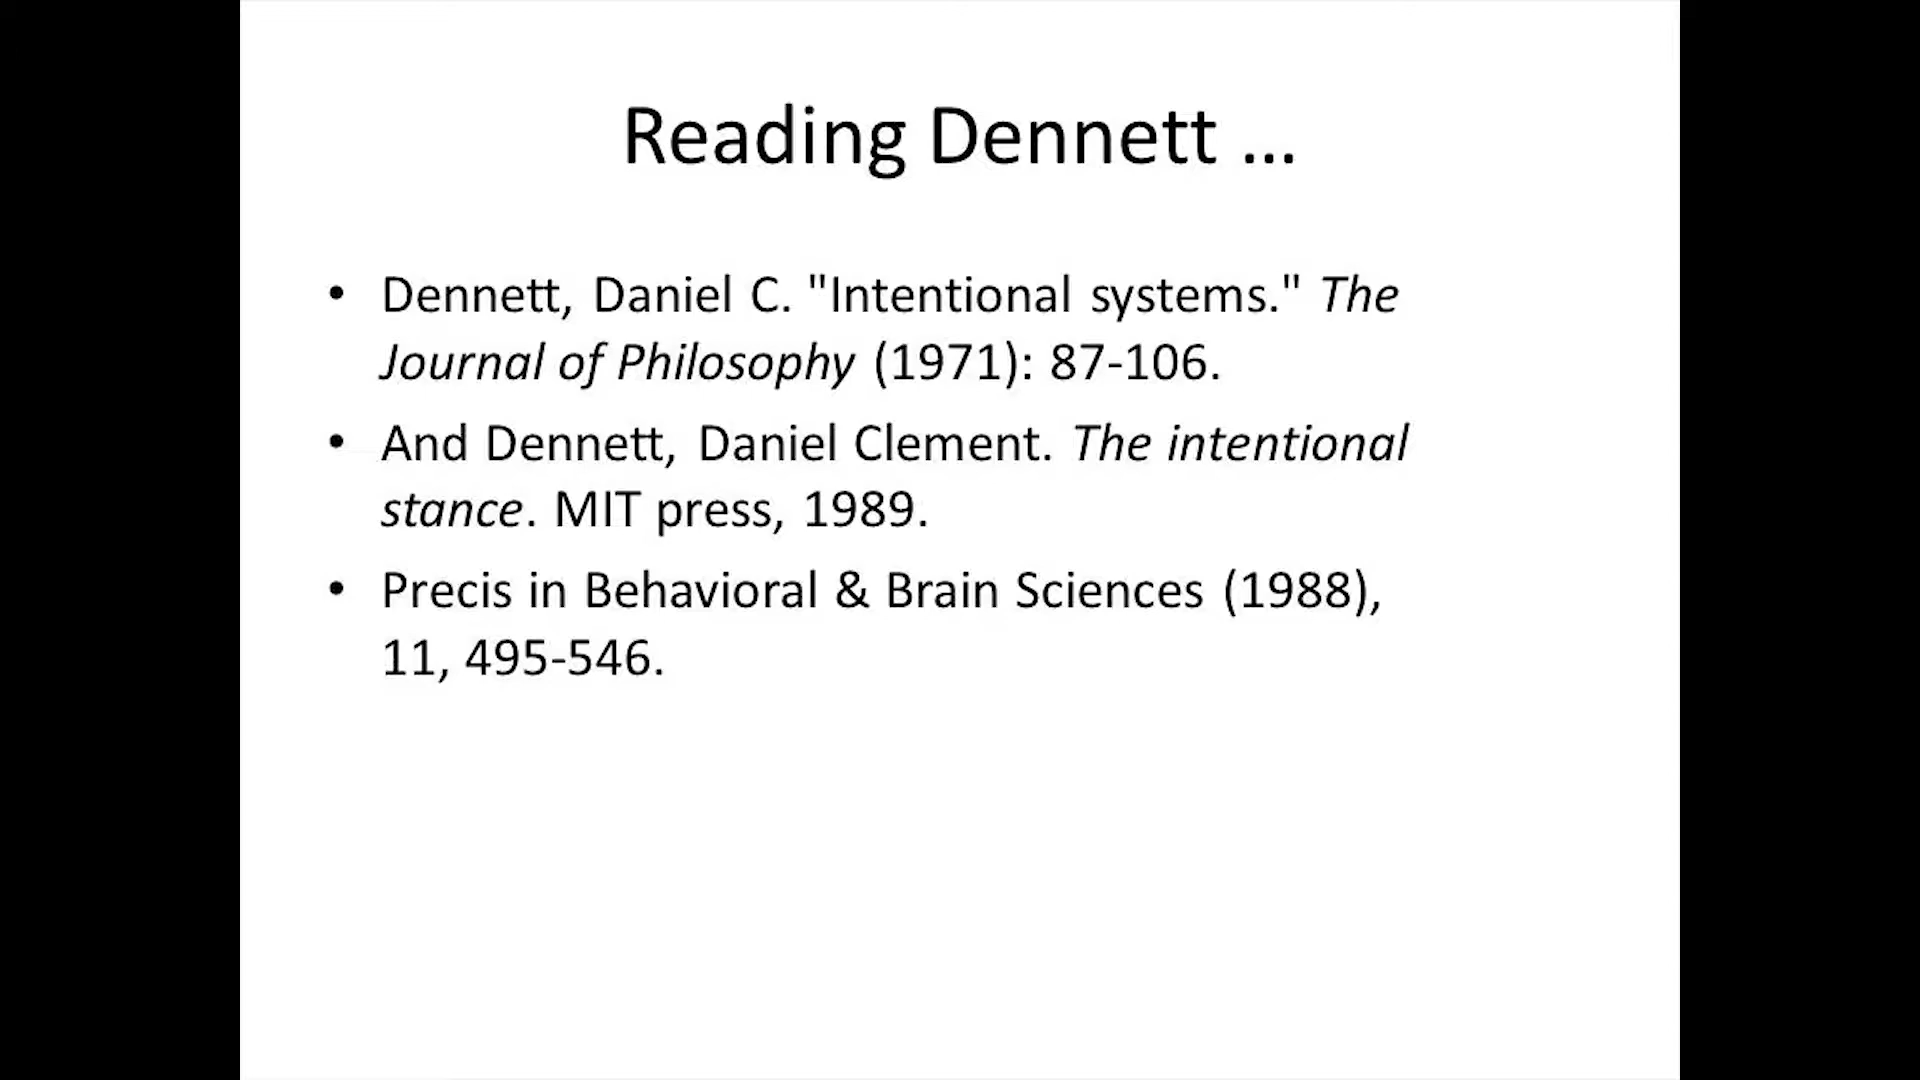 Reading Dennett ...
• Dennett, Daniel C. "Intentional systems." The
Journal of Philosophy (1971): 87-106.
• And Dennett, Daniel Clement. The intentional
stance. MIT press, 1989.
• Precis in Behavioral & Brain Sciences (1988),
11, 495-546.